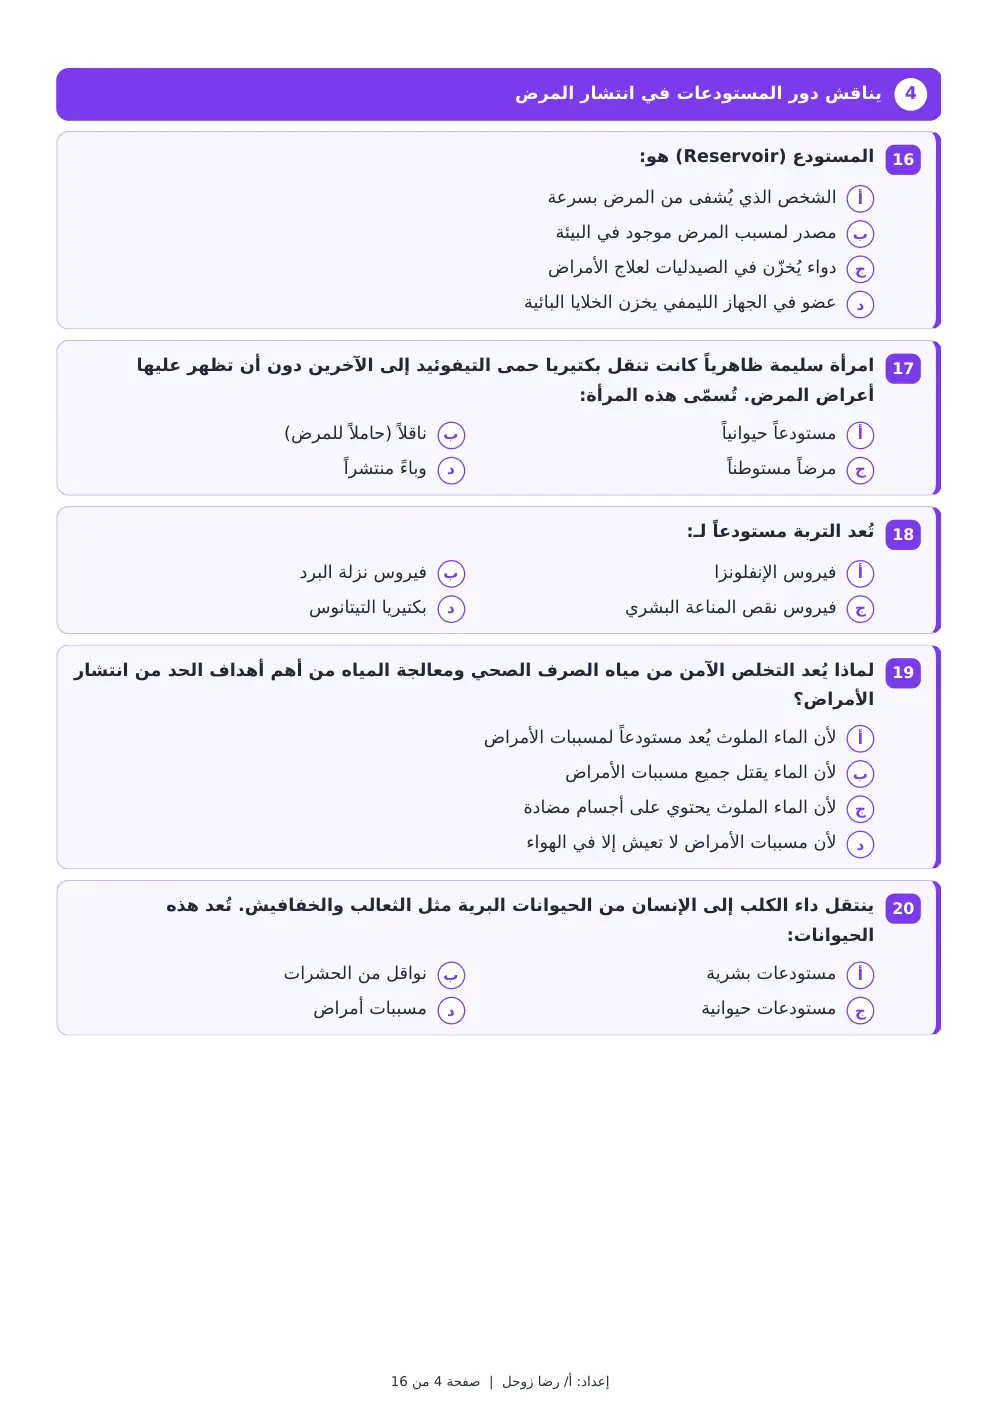 4 يناقش دور المستودعات في انتشار المرض
16 المستودع (Reservoir) هو:
أ الشخص الذي يُشفى من المرض بسرعة
ب مصدر لمسبب المرض موجود في البيئة
ج دواء يُخزّن في الصيدليات لعلاج الأمراض
د عضو في الجهاز الليمفي يخزن الخلايا البائية
17 امرأة سليمة ظاهرياً كانت تنقل بكتيريا حمى التيفوئيد إلى الآخرين دون أن تظهر عليها
أعراض المرض. تُسمّى هذه المرأة:
أ مستودعاً حيوانياً ب ناقلاً (حاملاً للمرض)
ج مرضاً مستوطناً د وباءً منتشراً
18 تُعد التربة مستودعاً لـ:
أ فيروس الإنفلونزا ب فيروس نزلة البرد
ج فيروس نقص المناعة البشري د بكتيريا التيتانوس
19 لماذا يُعد التخلص الآمن من مياه الصرف الصحي ومعالجة المياه من أهم أهداف الحد من انتشار
الأمراض؟
أ لأن الماء الملوث يُعد مستودعاً لمسببات الأمراض
ب لأن الماء يقتل جميع مسببات الأمراض
ج لأن الماء الملوث يحتوي على أجسام مضادة
د لأن مسببات الأمراض لا تعيش إلا في الهواء
20 ينتقل داء الكلب إلى الإنسان من الحيوانات البرية مثل الثعالب والخفافيش. تُعد هذه
الحيوانات:
أ مستودعات بشرية ب نواقل من الحشرات
ج مستودعات حيوانية د مسببات أمراض
إعداد: أ/ رضا زوحل | صفحة 4 من 16